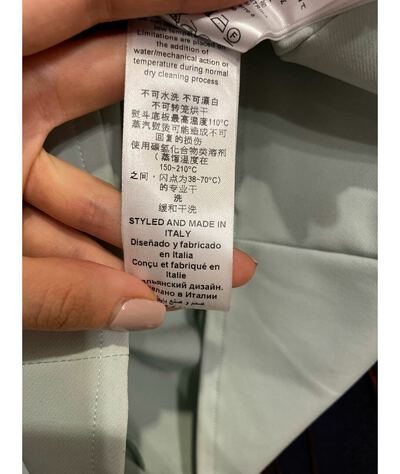 Limitations are placed on
the addition of
water/mechanical action or
temperature during normal
dry cleaning process
不可水洗 不可漂白
不可转笼烘干
熨斗底板最高温度110°C
蒸汽熨烫可能造成不可
回复的损伤
使用碳氢化合物类溶剂
(蒸馏温度在
150~210°C
之间，闪点为38~70°C)
的专业干
洗
缓和干洗
STYLED AND MADE IN
ITALY
Diseñado y fabricado
en Italia
Conçu et fabriqué en
Italie
дизайн.
в Италии